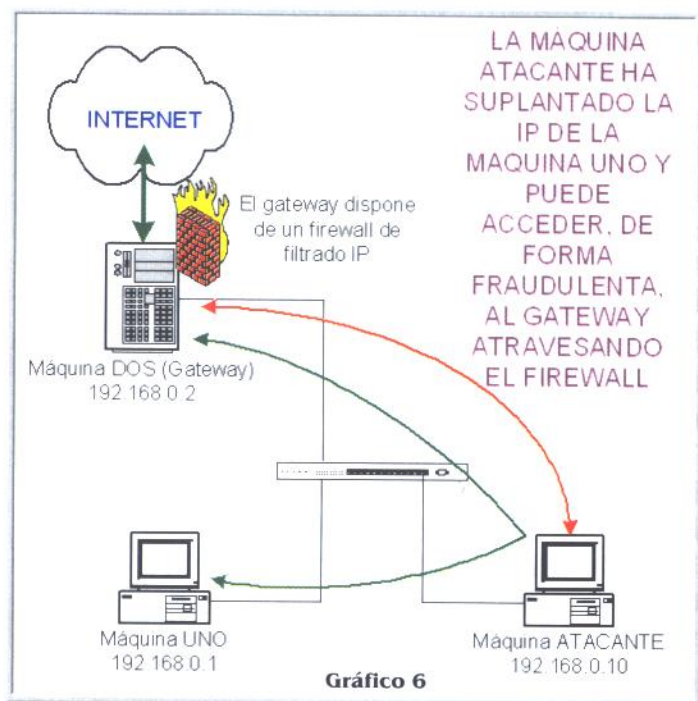 LA MÁQUINA
ATACANTE HA
SUPLANTADO LA
IP DE LA
MAQUINA UNO Y
PUEDE
ACCEDER, DE
FORMA
FRAUDULENTA,
AL GATEWAY
ATRAVESANDO
EL FIREWALL
INTERNET
El gateway dispone
de un firewall de
filtrado IP
Máquina DOS (Gateway)
192.168.0.2
Máquina UNO
192.168.0.1
Máquina ATACANTE
192.168.0.10
Gráfico 6